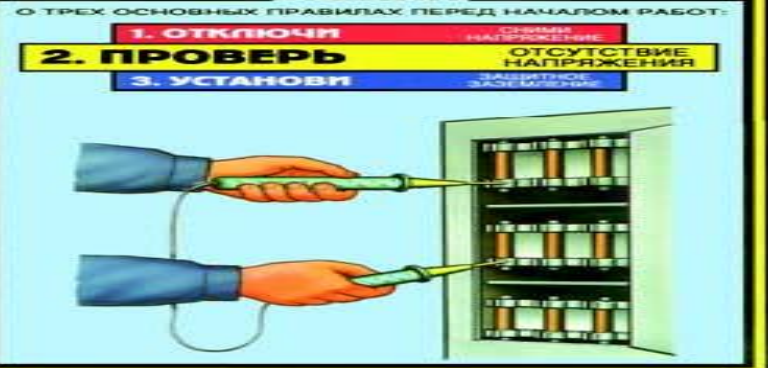 О ТРЕХ ОСНОВНЫХ ПРАВИЛАХ ПЕРЕД НАЧАЛОМ РАБОТ:
1. ОТКЛЮЧИ
СНИМИ
НАПРЯЖЕНИЕ
2. ПРОВЕРЬ
ОТСУТСТВИЕ
НАПРЯЖЕНИЯ
3. УСТАНОВИ
ЗАЩИТНОЕ
ЗАЗЕМЛЕНИЕ